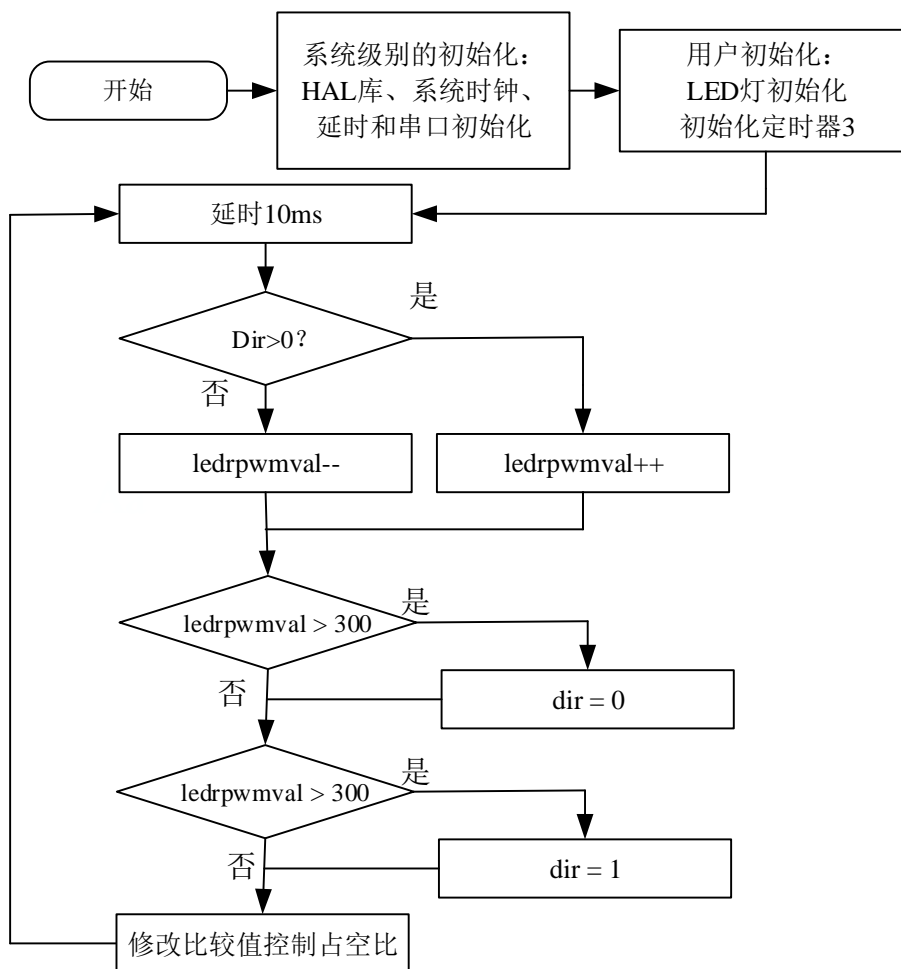 开始
系统级别的初始化：
HAL库、系统时钟、
延时和串口初始化
用户初始化：
LED灯初始化
初始化定时器3
延时10ms
是
Dir>0？
否
ledrpwmval--
ledrpwmval++
是
ledrpwmval > 300
否
dir = 0
是
ledrpwmval > 300
否
dir = 1
修改比较值控制占空比